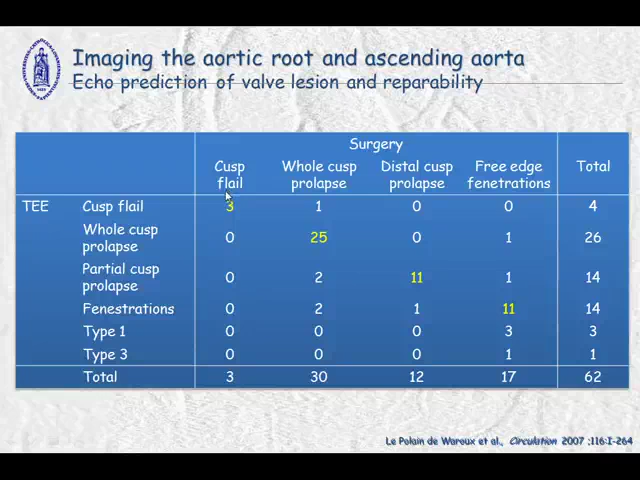 Imaging the aortic root and ascending aorta
Echo prediction of valve lesion and reparability
Surgery
Cusp flail Whole cusp prolapse Distal cusp prolapse Free edge fenetrations Total
TEE Cusp flail 3 1 0 0 4
Whole cusp prolapse 0 25 0 1 26
Partial cusp prolapse 0 2 11 1 14
Fenestrations 0 2 1 11 14
Type 1 0 0 0 3 3
Type 3 0 0 0 1 1
Total 3 30 12 17 62
Le Polain de Waroux et al., Circulation 2007 ;116:I-264